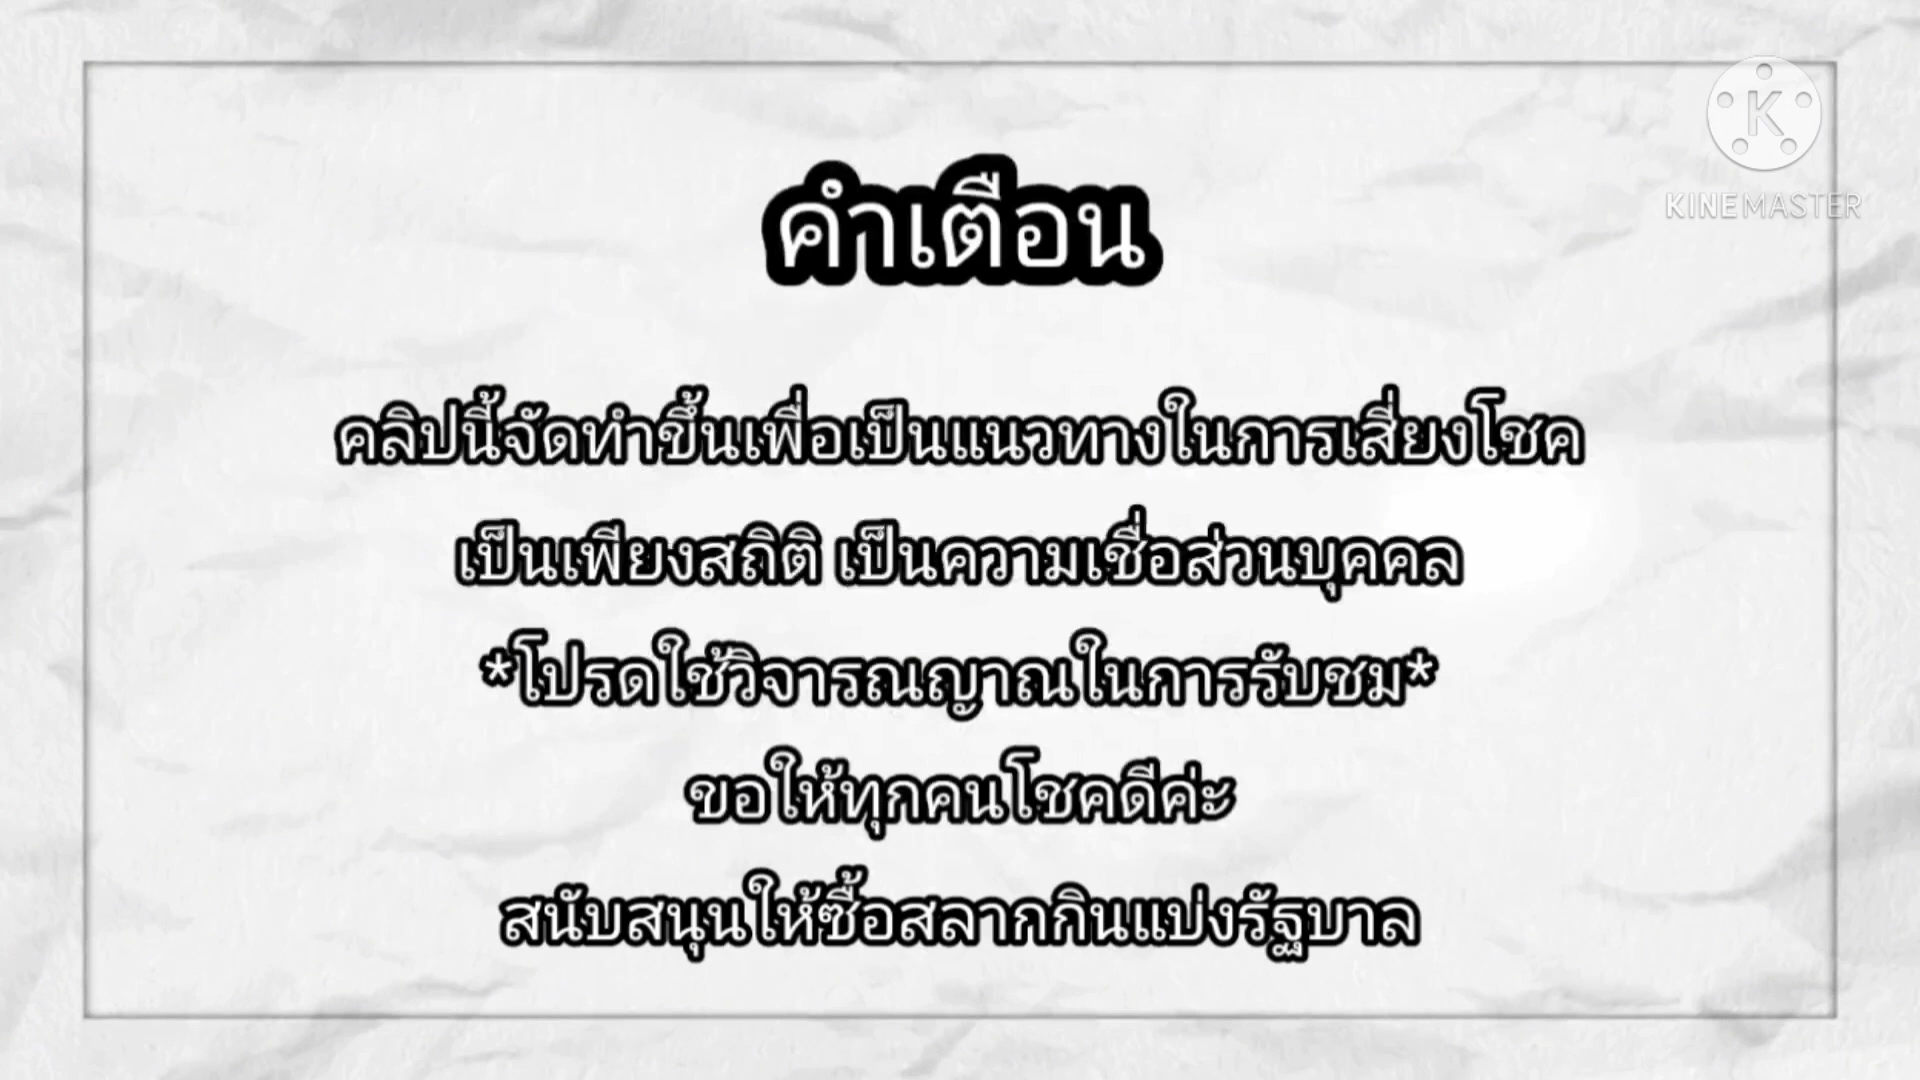 คำเตือน
KINEMASTER
คลิปนี้จัดทำขึ้นเพื่อเป็นแนวทางในการเสี่ยงโชค
เป็นเพียงสถิติ เป็นความเชื่อส่วนบุคคล
*โปรดใช้วิจารณญาณในการรับชม*
ขอให้ทุกคนโชคดีค่ะ
สนับสนุนให้ซื้อสลากกินแบ่งรัฐบาล